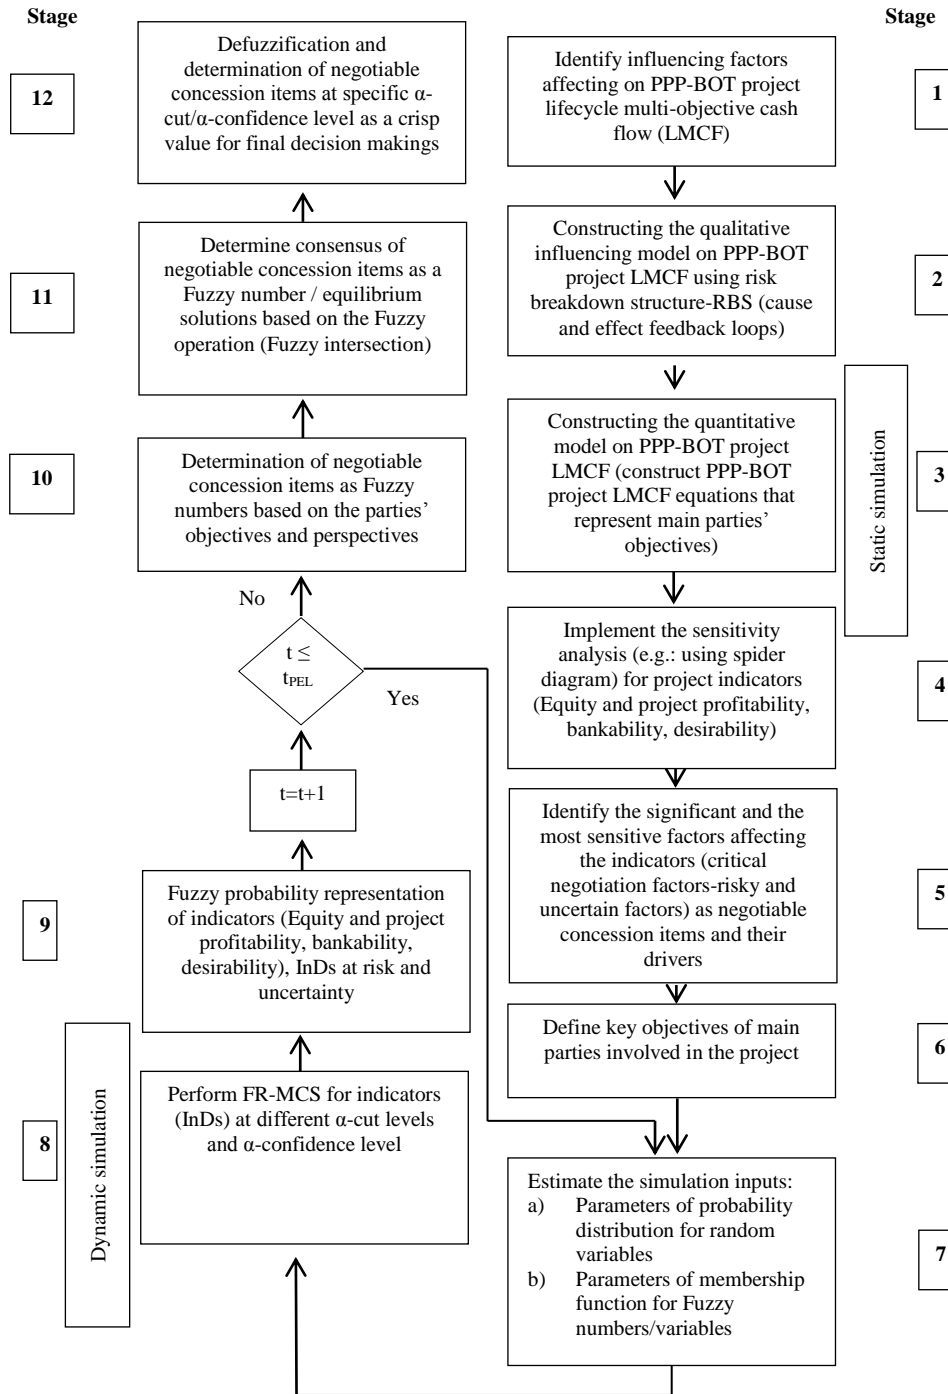 Stage
Stage
Identify influencing factors
affecting on PPP-BOT project
lifecycle multi-objective cash
flow (LMCF)
1
Constructing the qualitative
influencing model on PPP-BOT
project LMCF using risk
breakdown structure-RBS (cause
and effect feedback loops)
2
Static simulation
Constructing the quantitative
model on PPP-BOT project
LMCF (construct PPP-BOT
project LMCF equations that
represent main parties’
objectives)
3
Implement the sensitivity
analysis (e.g.: using spider
diagram) for project indicators
(Equity and project profitability,
bankability, desirability)
4
Identify the significant and the
most sensitive factors affecting
the indicators (critical
negotiation factors-risky and
uncertain factors) as negotiable
concession items and their
drivers
5
Define key objectives of main
parties involved in the project
6
Estimate the simulation inputs:
a) Parameters of probability
distribution for random
variables
b) Parameters of membership
function for Fuzzy
numbers/variables
7
Dynamic simulation
8
Perform FR-MCS for indicators
(InDs) at different α-cut levels
and α-confidence level
9
Fuzzy probability representation
of indicators (Equity and project
profitability, bankability,
desirability), InDs at risk and
uncertainty
t=t+1
t ≤
tPEL
Yes
No
10
Determination of negotiable
concession items as Fuzzy
numbers based on the parties’
objectives and perspectives
11
Determine consensus of
negotiable concession items as a
Fuzzy number / equilibrium
solutions based on the Fuzzy
operation (Fuzzy intersection)
12
Defuzzification and
determination of negotiable
concession items at specific α-
cut/α-confidence level as a crisp
value for final decision makings